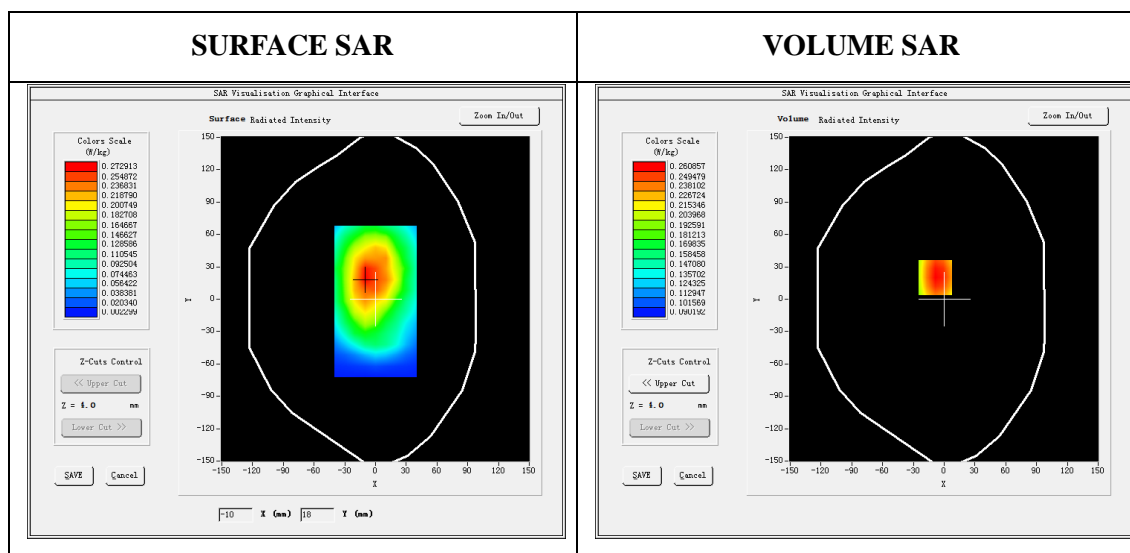 SURFACE SAR
VOLUME SAR
SAR Visualisation Graphical Interface
Surface Radiated Intensity
Zoom In/Out
Colors Scale
(W/kg)
0.272913
0.254872
0.236831
0.218790
0.200749
0.182708
0.164667
0.146627
0.128586
0.110545
0.092504
0.074463
0.056422
0.038381
0.020340
0.002299
150
120
90
60
30
0
-30
-60
-90
-120
-150
Y
-150 -120 -90 -60 -30 0 30 60 90 120 150
X
Z-Cuts Control
<< Upper Cut
Z = 4.0 mm
Lower Cut >>
SAVE Cancel
-10 X (mm) 18 Y (mm)
SAR Visualisation Graphical Interface
Volume Radiated Intensity
Zoom In/Out
Colors Scale
(W/kg)
0.260857
0.249479
0.238102
0.226724
0.215346
0.203968
0.192591
0.181213
0.169835
0.158458
0.147080
0.135702
0.124325
0.112947
0.101569
0.090192
150
120
90
60
30
0
-30
-60
-90
-120
-150
Y
-150 -120 -90 -60 -30 0 30 60 90 120 150
X
Z-Cuts Control
<< Upper Cut
Z = 4.0 mm
Lower Cut >>
SAVE Cancel